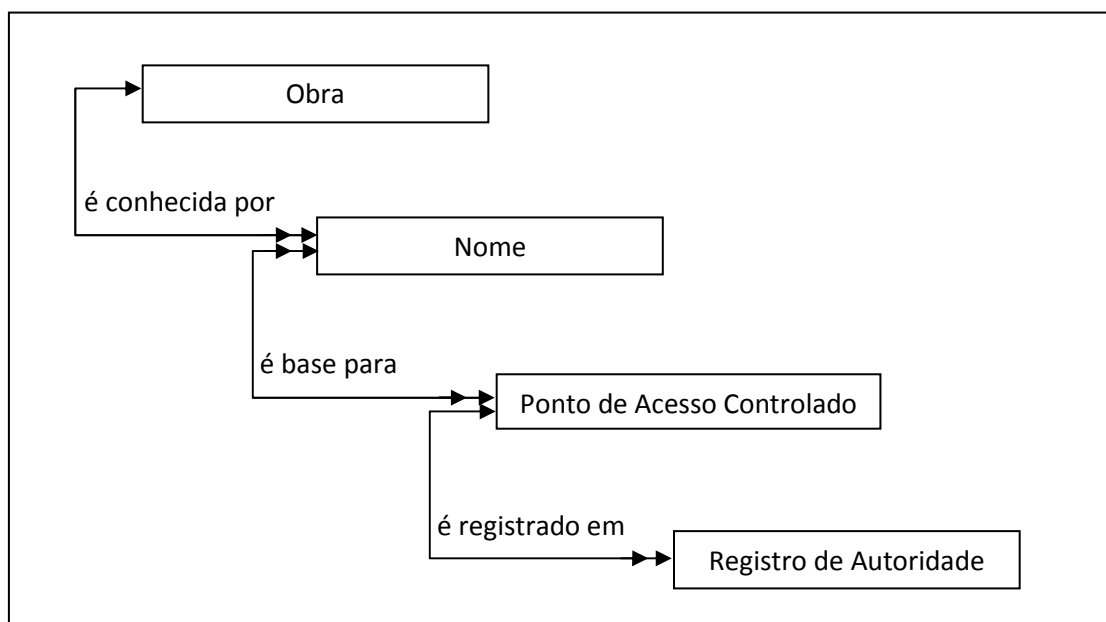 Obra
é conhecida por
Nome
é base para
Ponto de Acesso Controlado
é registrado em
Registro de Autoridade